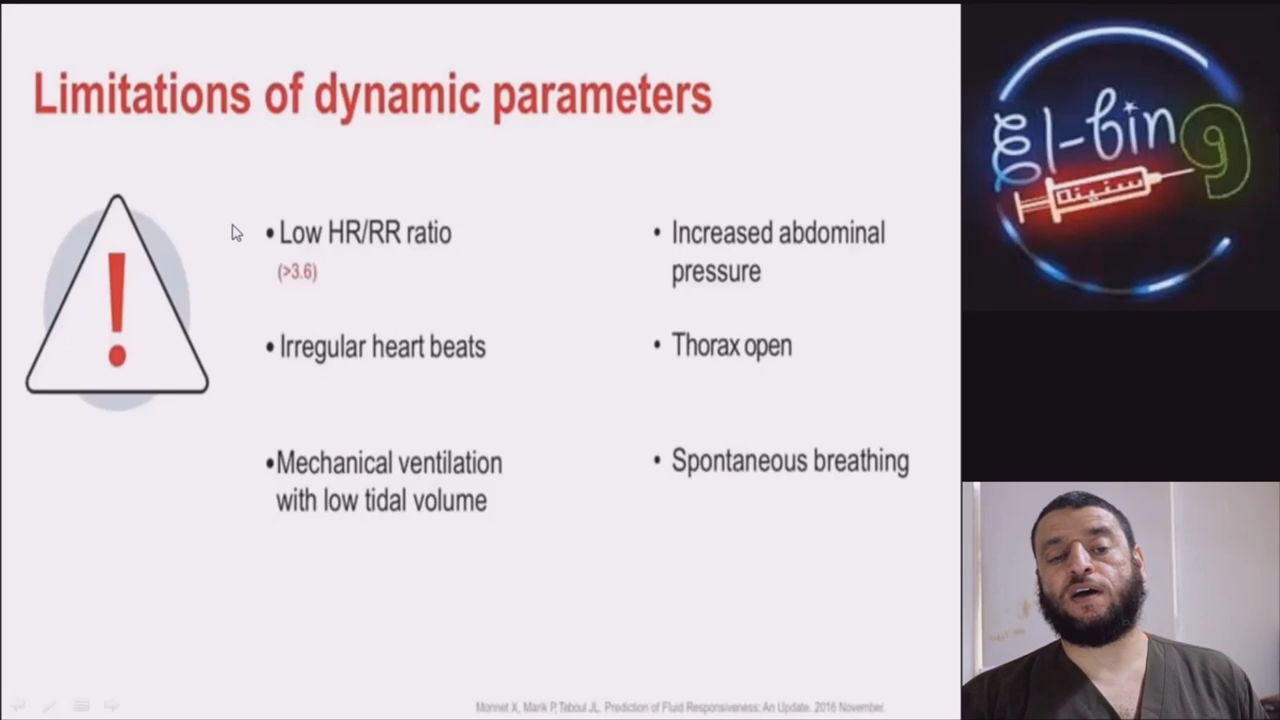 Limitations of dynamic parameters
• Low HR/RR ratio
(>3.6)
• Irregular heart beats
•Mechanical ventilation
with low tidal volume
• Increased abdominal
pressure
• Thorax open
• Spontaneous breathing
Monnet X, Marik P, Teboul JL. Prediction of Fluid Responsiveness: An Update. 2016 November.
El-bin و
سنينه